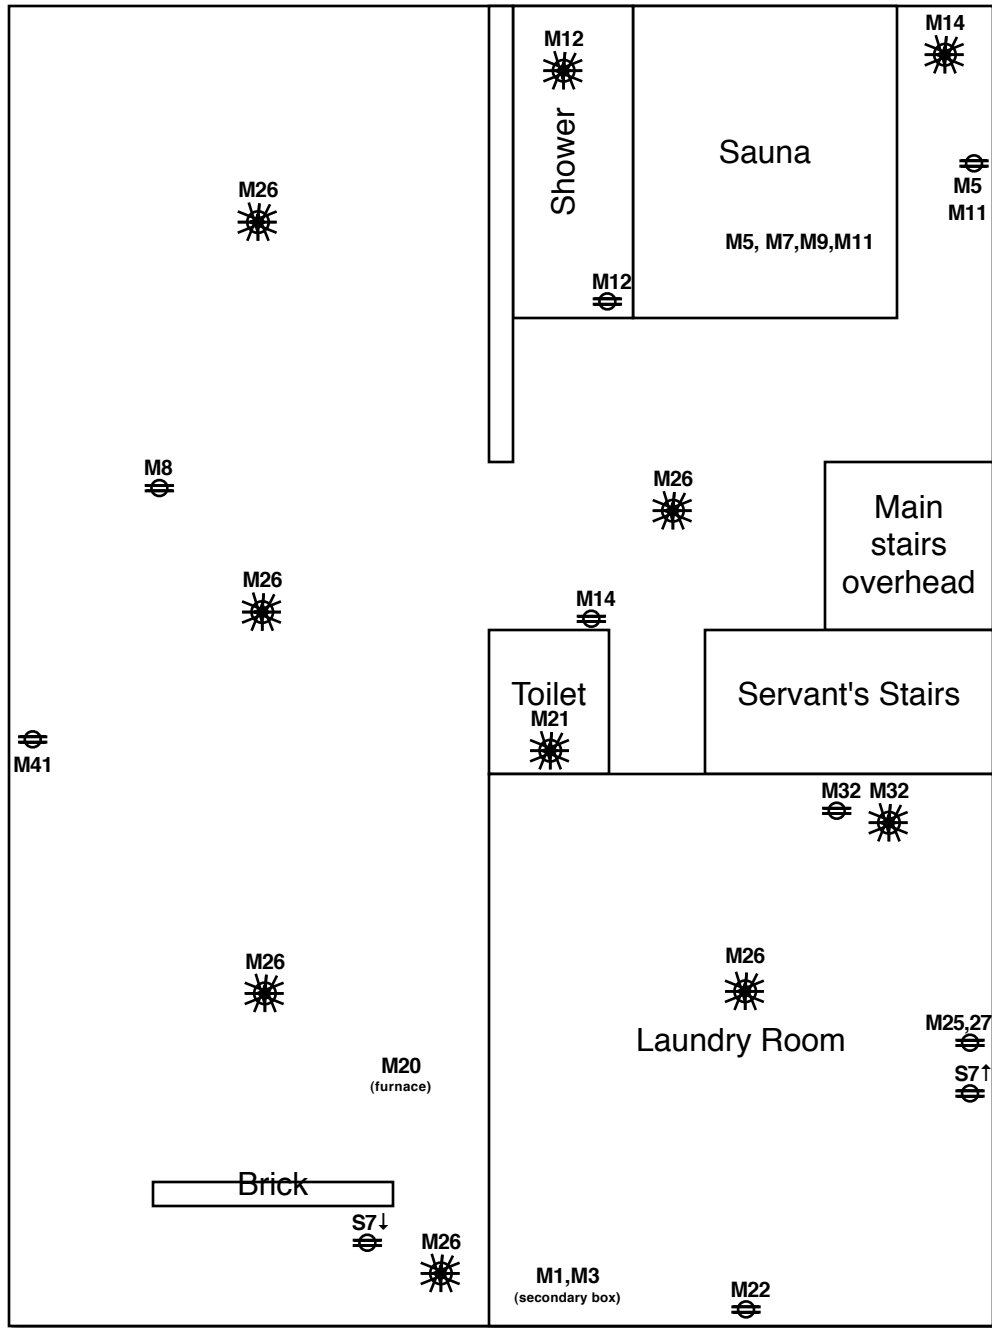 M12
M14
Shower
Sauna
M5
M11
M26
M5, M7,M9,M11
M12
M8
M26
Main
stairs
overhead
M26
M14
Toilet
M21
Servant's Stairs
M41
M32 M32
M26
M26
M25,27
Laundry Room
M20
(furnace)
S7↑
Brick
S7↓
M26
M1,M3
(secondary box)
M22